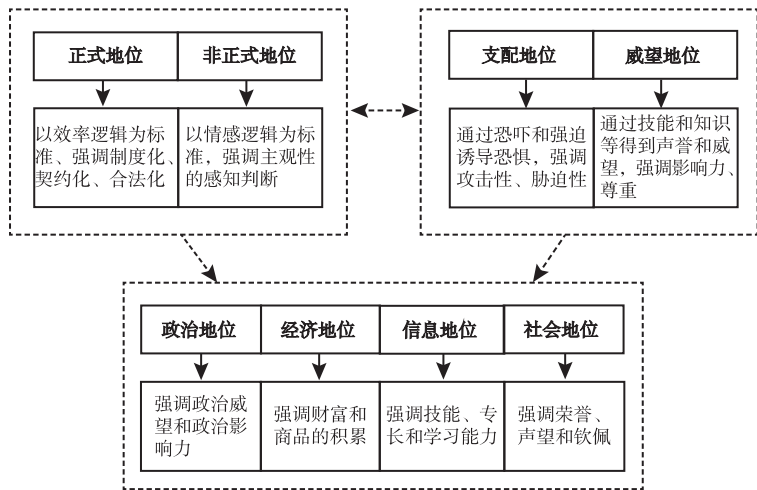 正式地位
非正式地位
以效率逻辑为标
准、强调制度化、
契约化、合法化
以情感逻辑为标
准，强调主观性
的感知判断
支配地位
威望地位
通过恐吓和强迫
诱导恐惧，强调
攻击性、胁迫性
通过技能和知识
等得到声誉和威
望，强调影响力、
尊重
政治地位
经济地位
信息地位
社会地位
强调政治威
望和政治影
响力
强调财富和
商品的积累
强调技能、专
长和学习能力
强调荣誉、
声望和钦佩